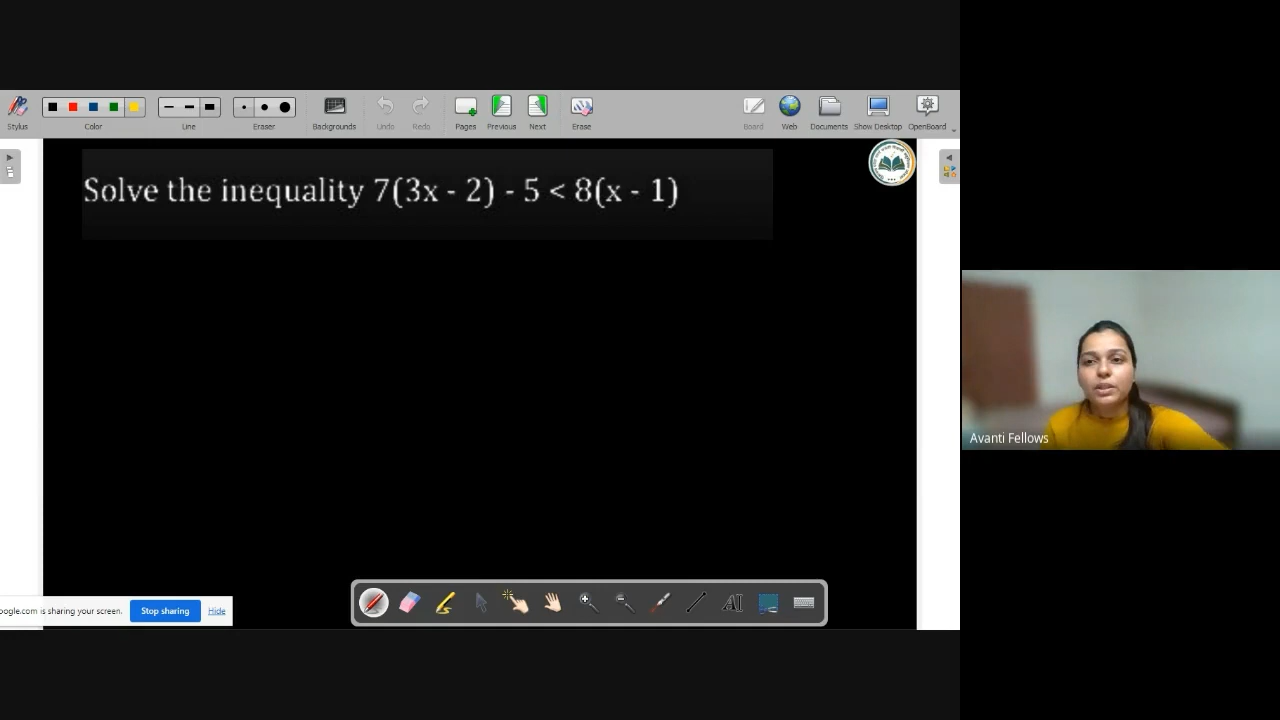 Stylus
Color
Line
Eraser
Backgrounds
Undo
Redo
Pages
Previous
Next
Erase
Board
Web
Documents
Show Desktop
OpenBoard
Solve the inequality 7(3x - 2) - 5 < 8(x - 1)
Avanti Fellows
oogle.com is sharing your screen.
Stop sharing
Hide